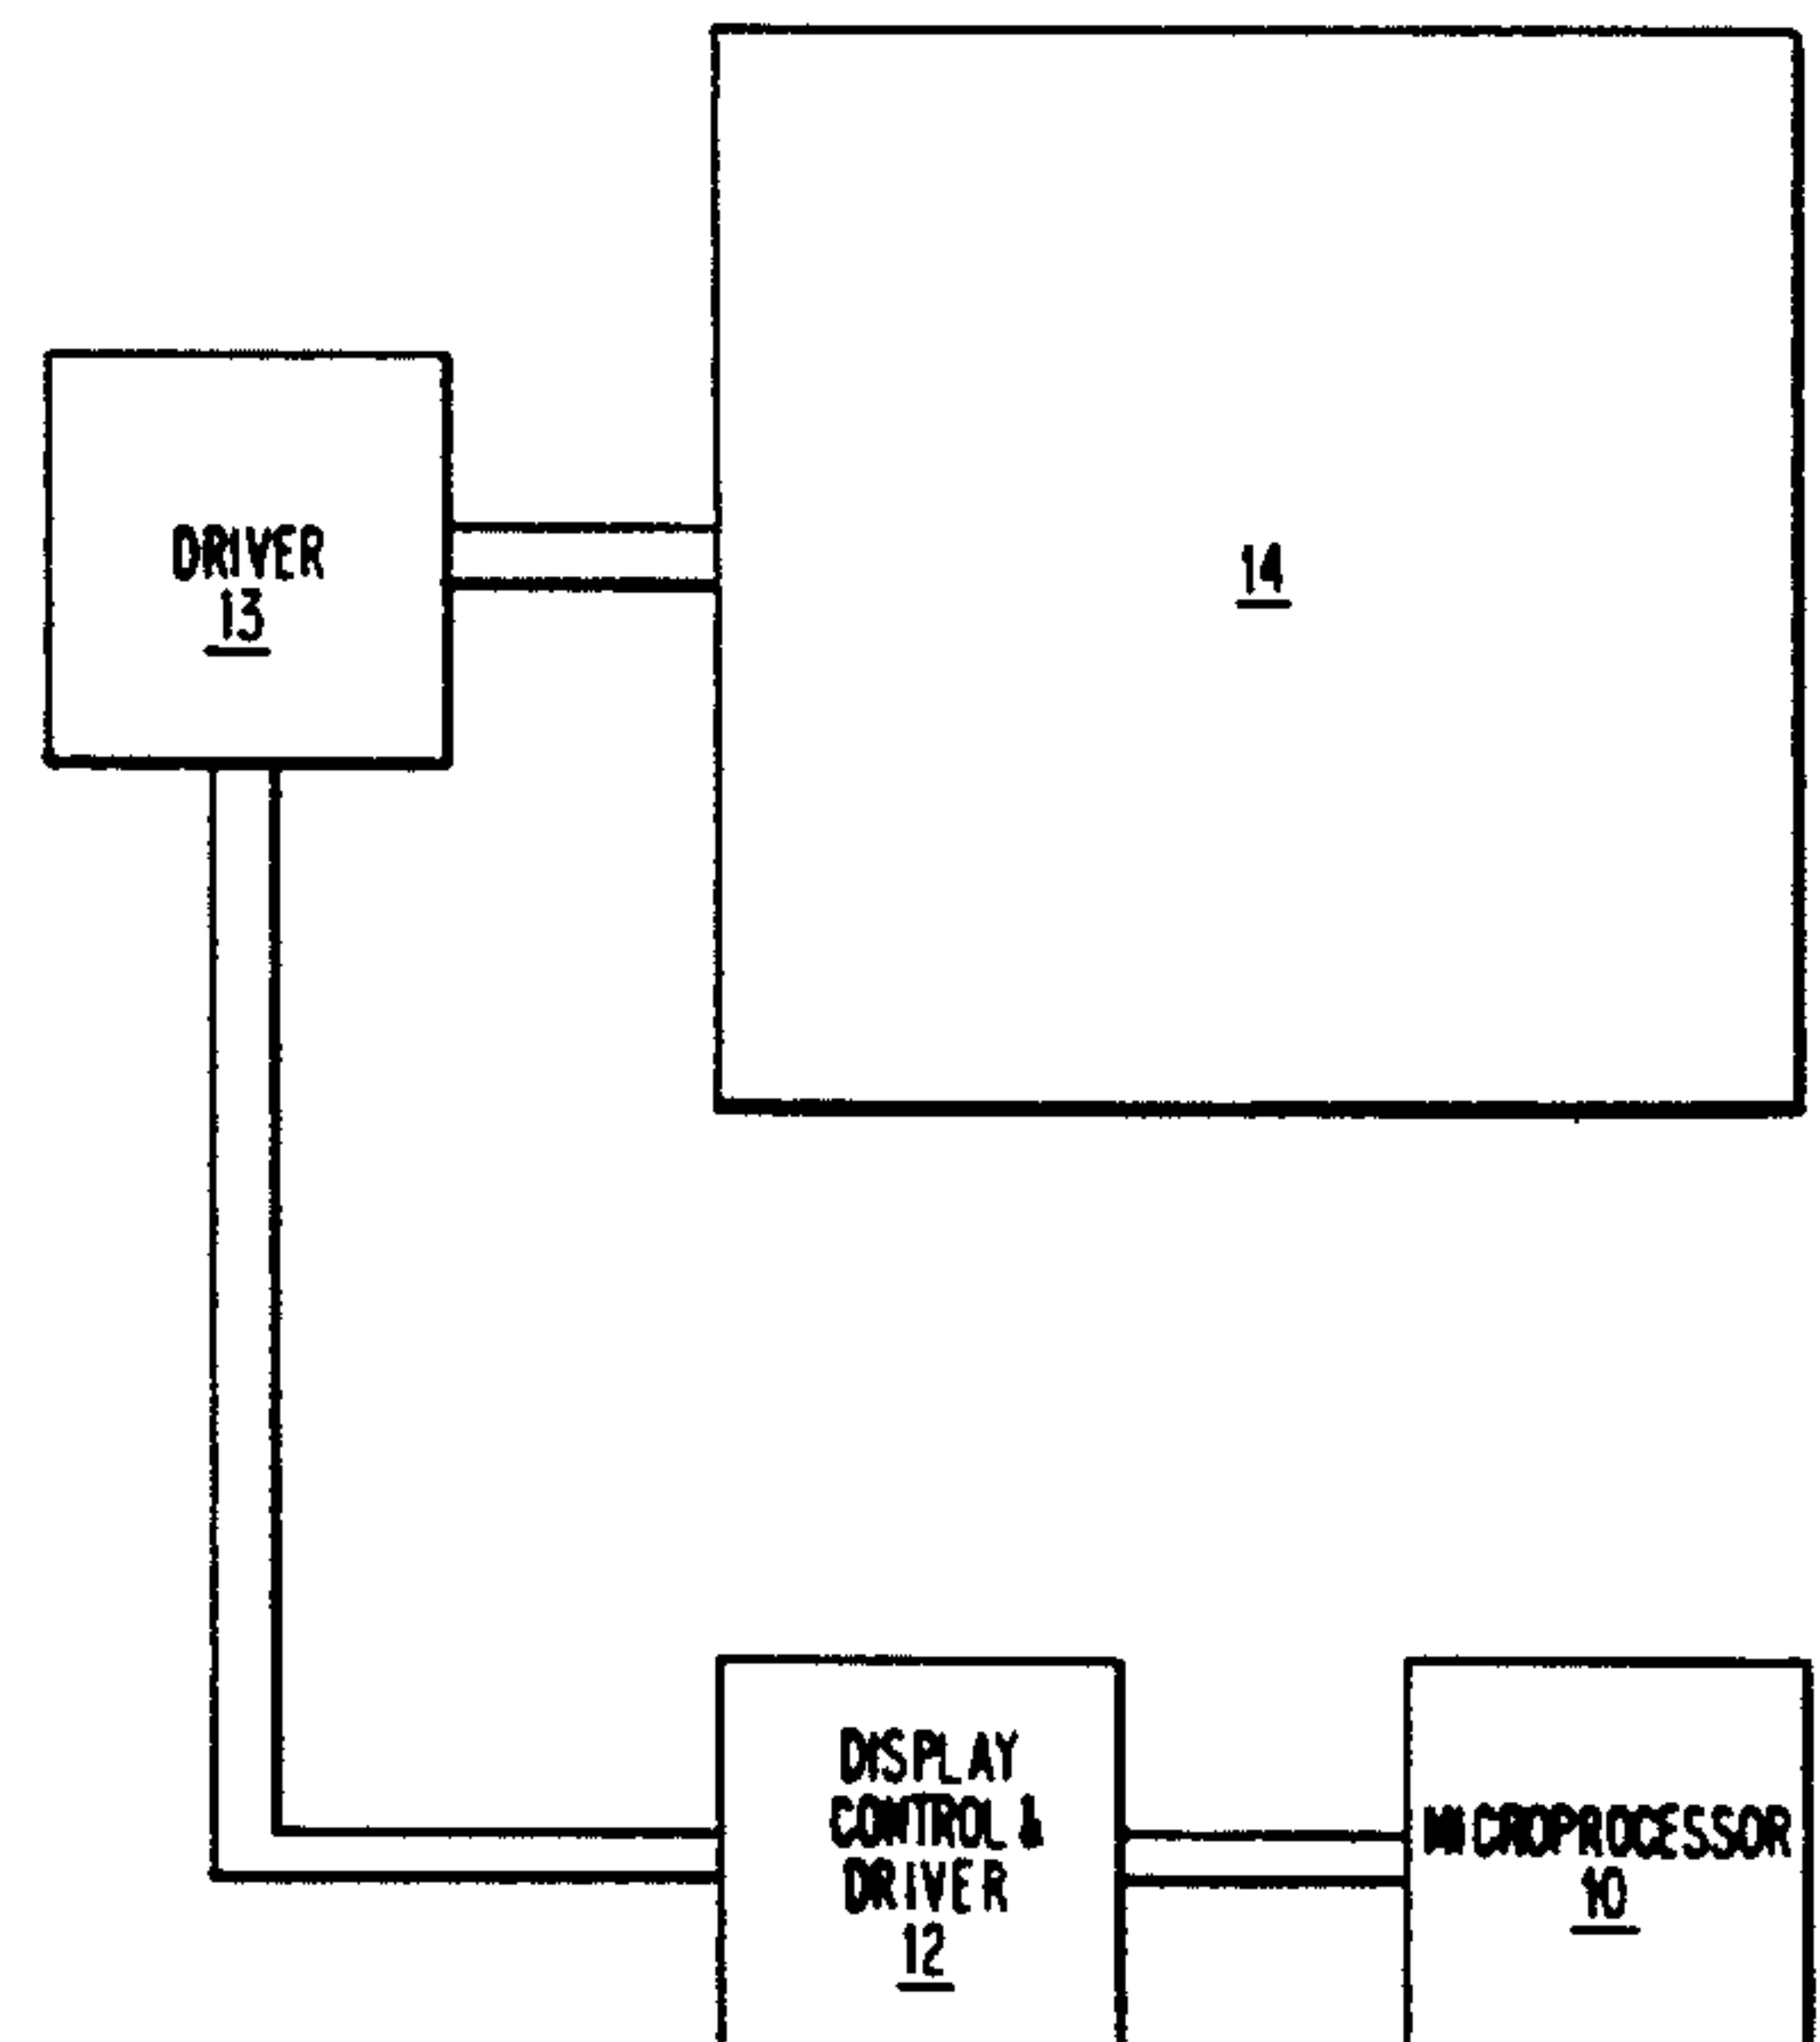 14
DRIVER
13
DISPLAY
CONTROL &
DRIVER
12
MICROPROCESSOR
10